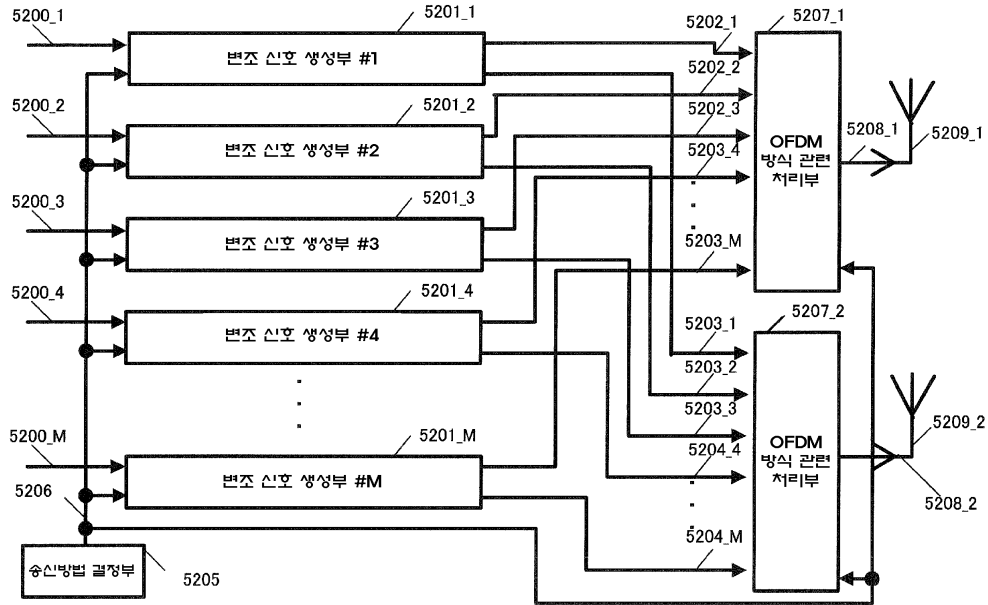 5200_1
5201_1
5202_1
5207_1
변조 신호 생성부 #1
5202_2
5200_2
5201_2
5202_3
변조 신호 생성부 #2
5203_4
OFDM
방식 관련
처리부
5208_1
5209_1
5200_3
5201_3
변조 신호 생성부 #3
5203_M
5200_4
5201_4
5207_2
변조 신호 생성부 #4
5203_1
5203_2
5203_3
5200_M
5201_M
5204_4
OFDM
방식 관련
처리부
5209_2
변조 신호 생성부 #M
5206
5208_2
5204_M
송신방법 결정부
5205